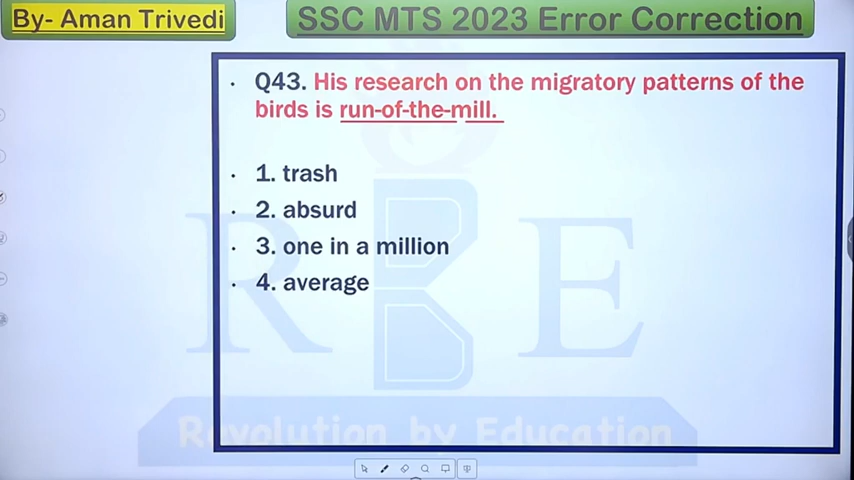 By- Aman Trivedi
SSC MTS 2023 Error Correction
• Q43. His research on the migratory patterns of the
birds is run-of-the-mill.
• 1. trash
• 2. absurd
• 3. one in a million
• 4. average
RBE
Revolution by Education